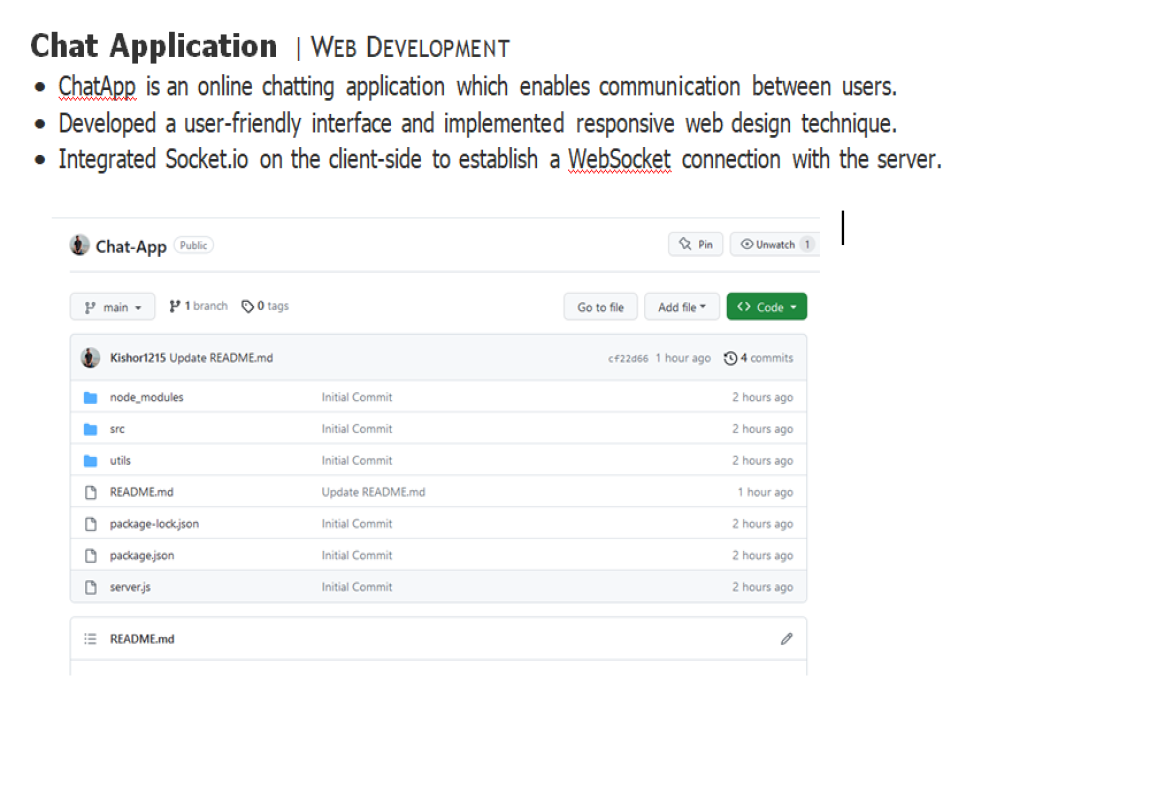 Chat Application | WEB DEVELOPMENT
• ChatApp is an online chatting application which enables communication between users.
• Developed a user-friendly interface and implemented responsive web design technique.
• Integrated Socket.io on the client-side to establish a WebSocket connection with the server.
Chat-App Public Pin Unwatch 1
main 1 branch 0 tags Go to file Add file Code
Kishor1215 Update README.md cf22d66 1 hour ago 4 commits
node_modules Initial Commit 2 hours ago
src Initial Commit 2 hours ago
utils Initial Commit 2 hours ago
README.md Update README.md 1 hour ago
package-lock.json Initial Commit 2 hours ago
package.json Initial Commit 2 hours ago
server.js Initial Commit 2 hours ago
README.md